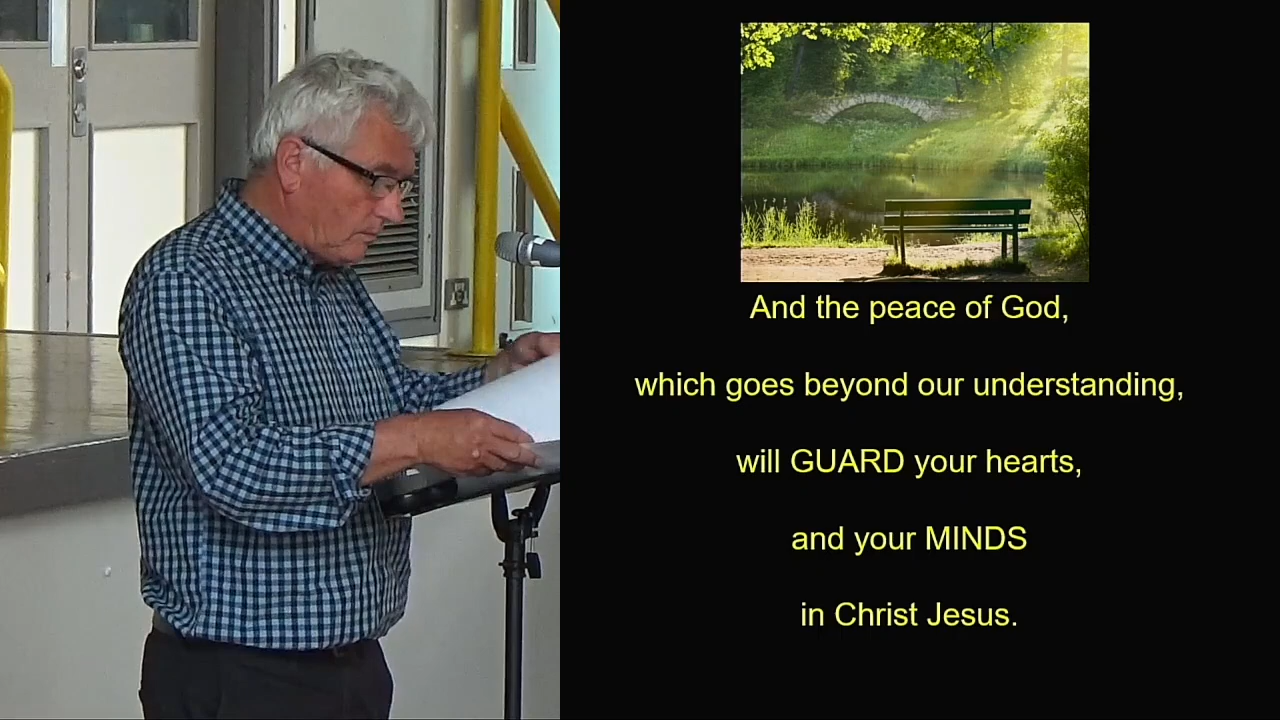 And the peace of God,
which goes beyond our understanding,
will GUARD your hearts,
and your MINDS
in Christ Jesus.